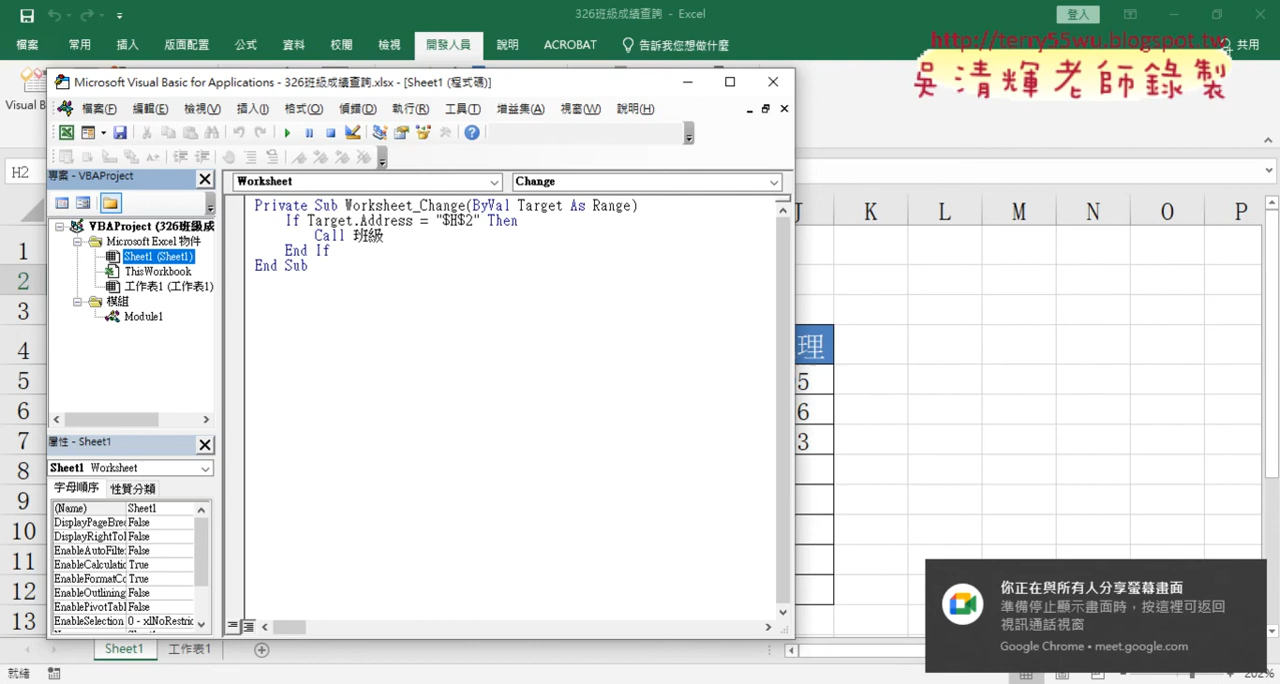 326班級成績查詢 - Excel
登入
檔案 常用 插入 版面配置 公式 資料 校閱 檢視 開發人員 說明 ACROBAT 告訴我您想做什麼 共用
http://terry55wu.blogspot.tw
吳清輝老師錄製
Visual B
Microsoft Visual Basic for Applications - 326班級成績查詢.xlsx - [Sheet1 (程式碼)]
檔案(F) 編輯(E) 檢視(V) 插入(I) 格式(O) 偵錯(D) 執行(R) 工具(T) 增益集(A) 視窗(W) 說明(H)
H2
專案 - VBAProject
Worksheet Change
VBAProject (326班級成
Microsoft Excel 物件
Sheet1 (Sheet1)
ThisWorkbook
工作表1 (工作表1)
模組
Module1
Private Sub Worksheet_Change(ByVal Target As Range)
If Target.Address = "$H$2" Then
Call 班級
End If
End Sub
屬性 - Sheet1
Sheet1 Worksheet
字母順序 性質分類
(Name) Sheet1
DisplayPageBre False
DisplayRightTo False
EnableAutoFilte False
EnableCalculatic True
EnableFormatCo True
EnableOutlining False
EnablePivotTabl False
EnableSelection 0 - xlNoRestric
J K L M N O P
1
2
3
4 理
5 5
6 6
7 3
8
9
10
11
12
13
你正在與所有人分享螢幕畫面
準備停止顯示畫面時，按這裡可返回
視訊通話視窗
Google Chrome • meet.google.com
Sheet1 工作表1
就緒
202%